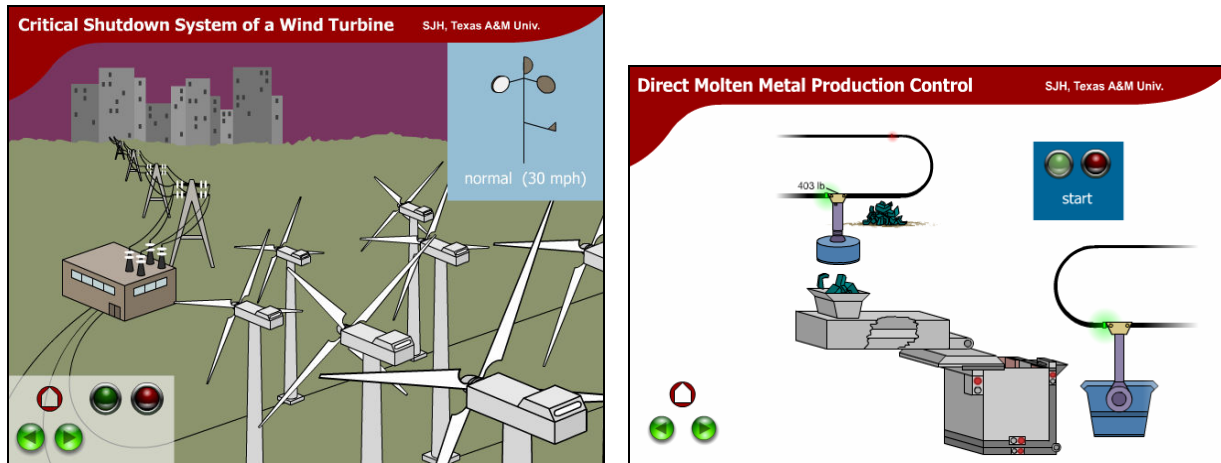 Critical Shutdown System of a Wind Turbine SJH, Texas A&M Univ.
normal (30 mph)
Direct Molten Metal Production Control SJH, Texas A&M Univ.
403 lb
start